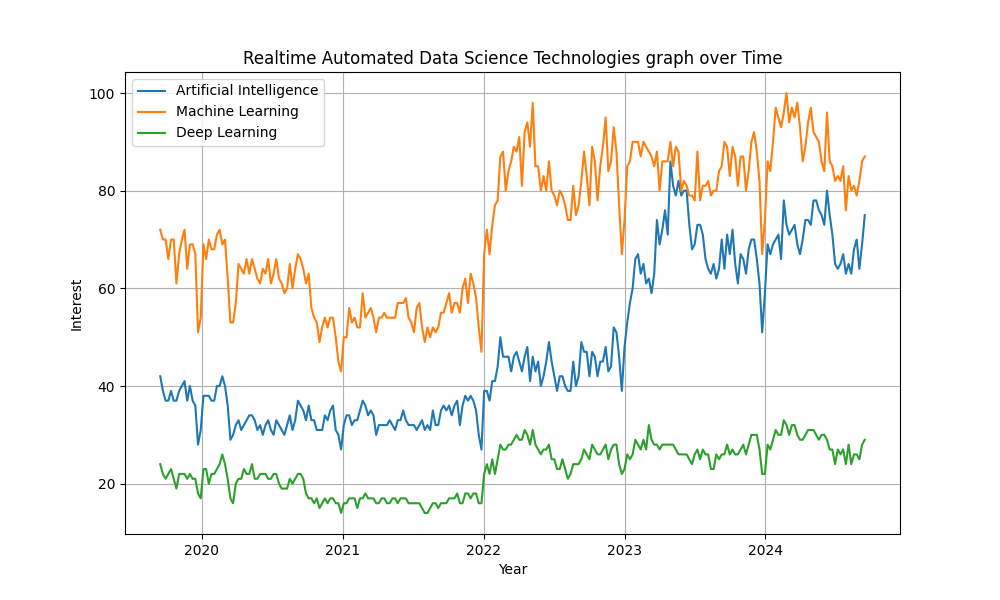 Realtime Automated Data Science Technologies graph over Time
Artificial Intelligence
Machine Learning
Deep Learning
100
80
60
40
20
Interest
2020 2021 2022 2023 2024
Year